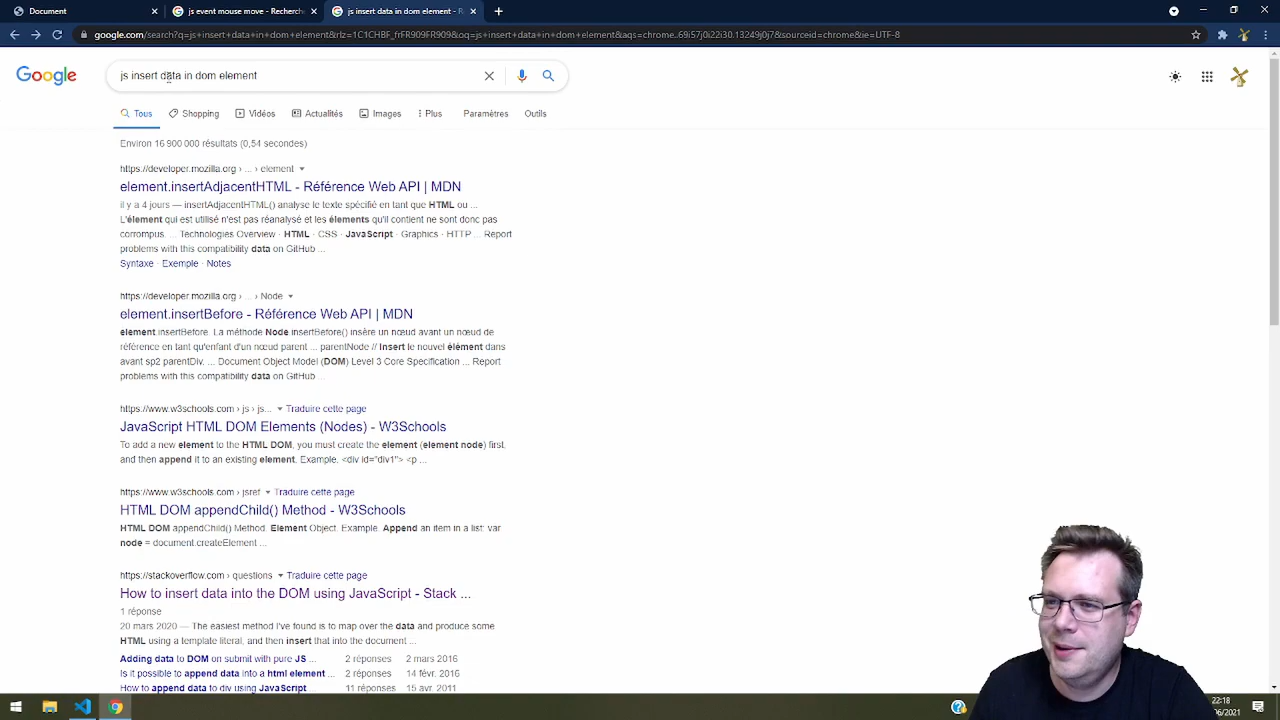 Document
js event mouse move - Recherche
js insert data in dom element - R
google.com/search?q=js+insert+data+in+dom+element&rlz=1C1CHBF_frFR909FR909&oq=js+insert+data+in+dom+element&aqs=chrome..69i57j0i22i30.13249j0j7&sourceid=chrome&ie=UTF-8
Google
js insert data in dom element
Tous Shopping Vidéos Actualités Images Plus Paramètres Outils
Environ 16 900 000 résultats (0,54 secondes)
https://developer.mozilla.org › ... › element
element.insertAdjacentHTML - Référence Web API | MDN
il y a 4 jours — insertAdjacentHTML() analyse le texte spécifié en tant que HTML ou ...
L'élément qui est utilisé n'est pas réanalysé et les éléments qu'il contient ne sont donc pas
corrompus. ... Technologies Overview · HTML · CSS · JavaScript · Graphics · HTTP ... Report
problems with this compatibility data on GitHub ...
Syntaxe · Exemple · Notes
https://developer.mozilla.org › ... › Node
element.insertBefore - Référence Web API | MDN
element insertBefore. La méthode Node insertBefore() insère un nœud avant un nœud de
référence en tant qu'enfant d'un nœud parent ... parentNode // Insert le nouvel élément dans
avant sp2 parentDiv. ... Document Object Model (DOM) Level 3 Core Specification ... Report
problems with this compatibility data on GitHub ...
https://www.w3schools.com › js › js...
Traduire cette page
JavaScript HTML DOM Elements (Nodes) - W3Schools
To add a new element to the HTML DOM, you must create the element (element node) first,
and then append it to an existing element. Example. <div id="div1"> <p ...
https://www.w3schools.com › jsref
Traduire cette page
HTML DOM appendChild() Method - W3Schools
HTML DOM appendChild() Method. Element Object. Example. Append an item in a list: var
node = document.createElement ...
https://stackoverflow.com › questions
Traduire cette page
How to insert data into the DOM using JavaScript - Stack ...
1 réponse
20 mars 2020 — The easiest method I've found is to map over the data and produce some
HTML using a template literal, and then insert that into the document ...
Adding data to DOM on submit with pure JS ... 2 réponses 2 mars 2016
Is it possible to append data into a html element ... 2 réponses 14 févr. 2016
How to append data to div using JavaScript 11 réponses 15 avr. 2011
22:18
06/2021